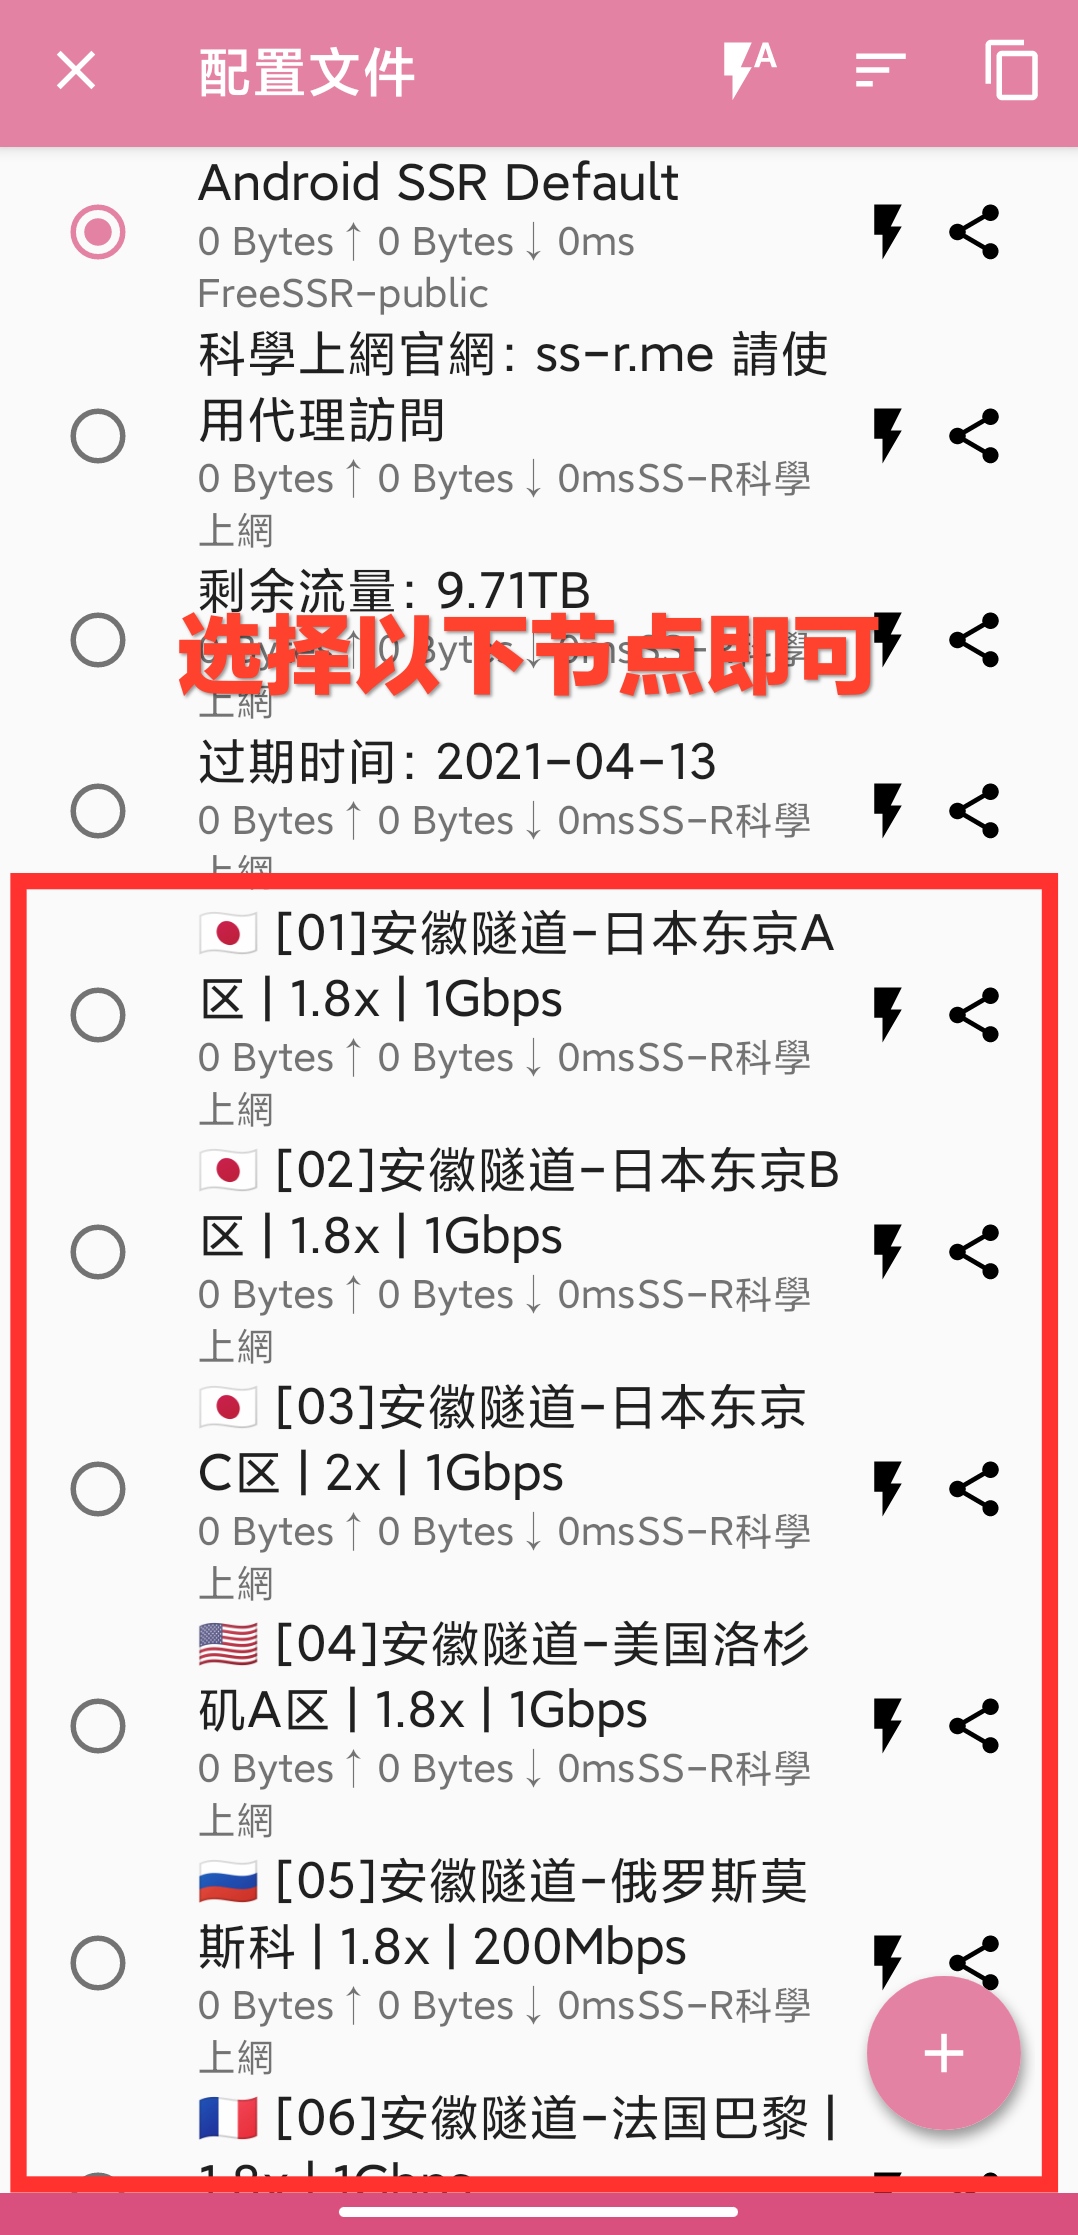 配置文件
A
Android SSR Default
0 Bytes↑ 0 Bytes↓ 0ms
FreeSSR-public
科學上網官網: ss-r.me 請使
用代理訪問
0 Bytes↑ 0 Bytes↓ 0msSS-R科學
上網
剩余流量: 9.71TB
选择以下节点即可
0 Bytes↑ 0 Bytes↓ 0msSS-R科學
上網
过期时间: 2021-04-13
0 Bytes↑ 0 Bytes↓ 0msSS-R科學
上網
🇯🇵 [01]安徽隧道-日本东京A
区 | 1.8x | 1Gbps
0 Bytes↑ 0 Bytes↓ 0msSS-R科學
上網
🇯🇵 [02]安徽隧道-日本东京B
区 | 1.8x | 1Gbps
0 Bytes↑ 0 Bytes↓ 0msSS-R科學
上網
🇯🇵 [03]安徽隧道-日本东京
C区 | 2x | 1Gbps
0 Bytes↑ 0 Bytes↓ 0msSS-R科學
上網
🇺🇸 [04]安徽隧道-美国洛杉
矶A区 | 1.8x | 1Gbps
0 Bytes↑ 0 Bytes↓ 0msSS-R科學
上網
🇷🇺 [05]安徽隧道-俄罗斯莫
斯科 | 1.8x | 200Mbps
0 Bytes↑ 0 Bytes↓ 0msSS-R科學
上網
🇫🇷 [06]安徽隧道-法国巴黎 |
1.8x | 1Gbps